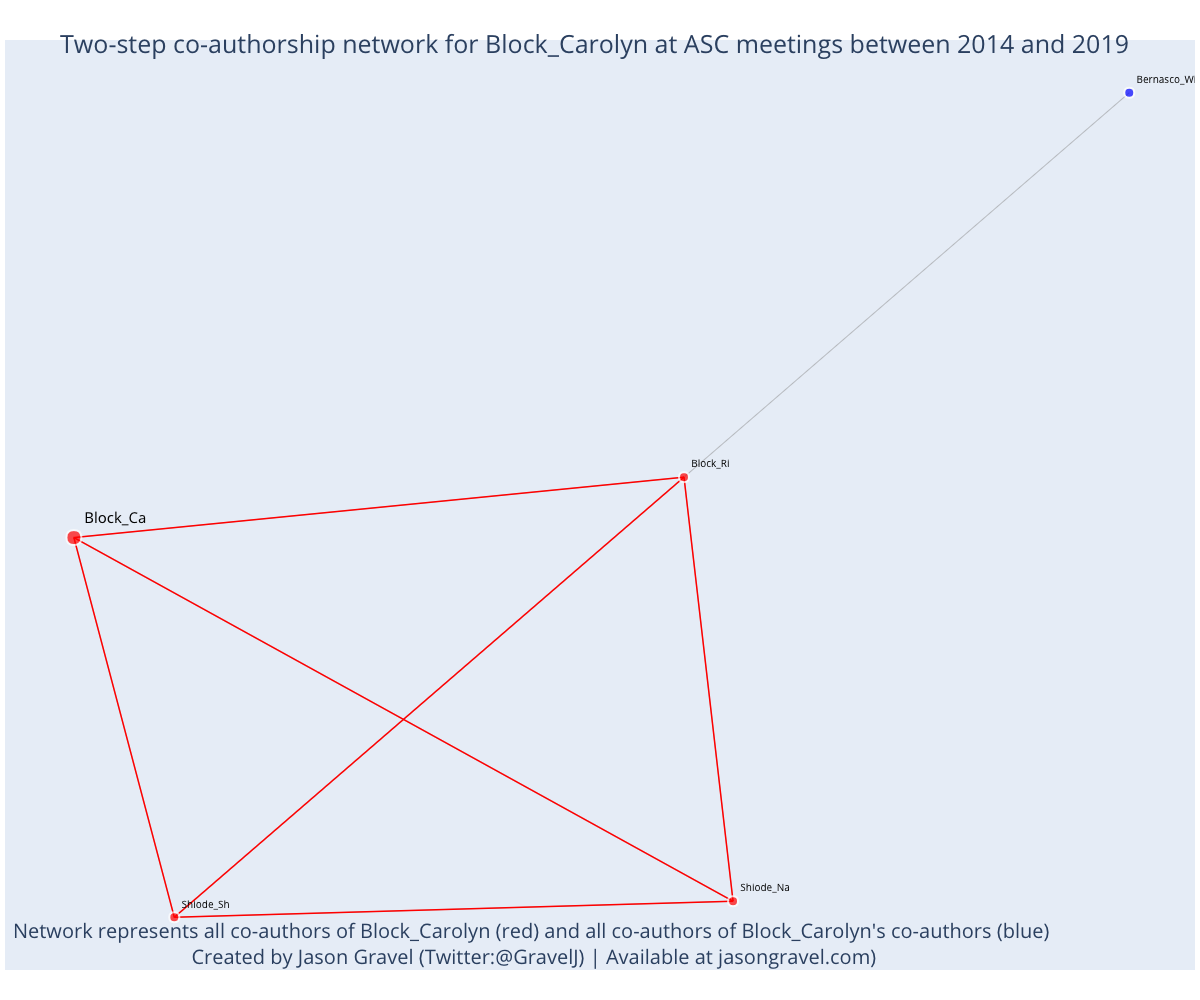 Two-step co-authorship network for Block_Carolyn at ASC meetings between 2014 and 2019
Bernasco_Wi
Block_Ri
Block_Ca
Shiode_Na
Shiode_Sh
Network represents all co-authors of Block_Carolyn (red) and all co-authors of Block_Carolyn's co-authors (blue)
Created by Jason Gravel (Twitter:@GravelJ) | Available at jasongravel.com)